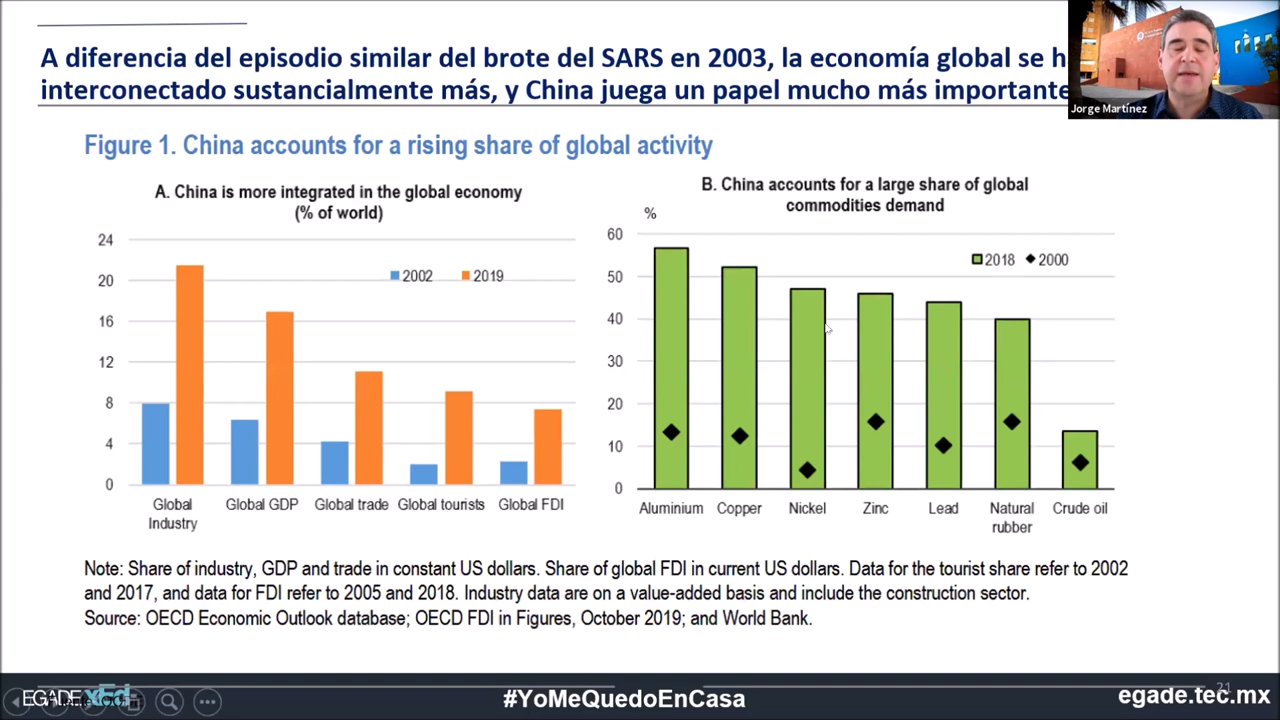 A diferencia del episodio similar del brote del SARS en 2003, la economía global se h
interconectado sustancialmente más, y China juega un papel mucho más importante
Jorge Martínez
Figure 1. China accounts for a rising share of global activity
A. China is more integrated in the global economy
(% of world)
24
20
16
12
8
4
0
2002 2019
Global Industry
Global GDP
Global trade
Global tourists
Global FDI
B. China accounts for a large share of global
commodities demand
%
60
50
40
30
20
10
0
2018 2000
Aluminium
Copper
Nickel
Zinc
Lead
Natural rubber
Crude oil
Note: Share of industry, GDP and trade in constant US dollars. Share of global FDI in current US dollars. Data for the tourist share refer to 2002
and 2017, and data for FDI refer to 2005 and 2018. Industry data are on a value-added basis and include the construction sector.
Source: OECD Economic Outlook database; OECD FDI in Figures, October 2019; and World Bank.
21
EGADE xEd
#YoMeQuedoEnCasa
egade.tec.mx